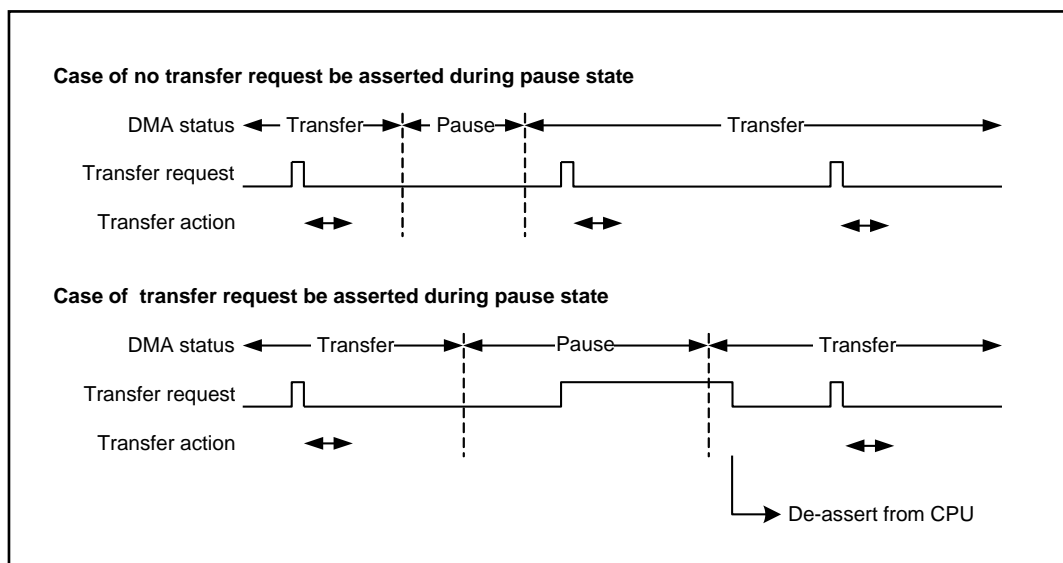 Case of no transfer request be asserted during pause state
DMA status Transfer Pause Transfer
Transfer request
Transfer action
Case of transfer request be asserted during pause state
DMA status Transfer Pause Transfer
Transfer request
Transfer action
De-assert from CPU